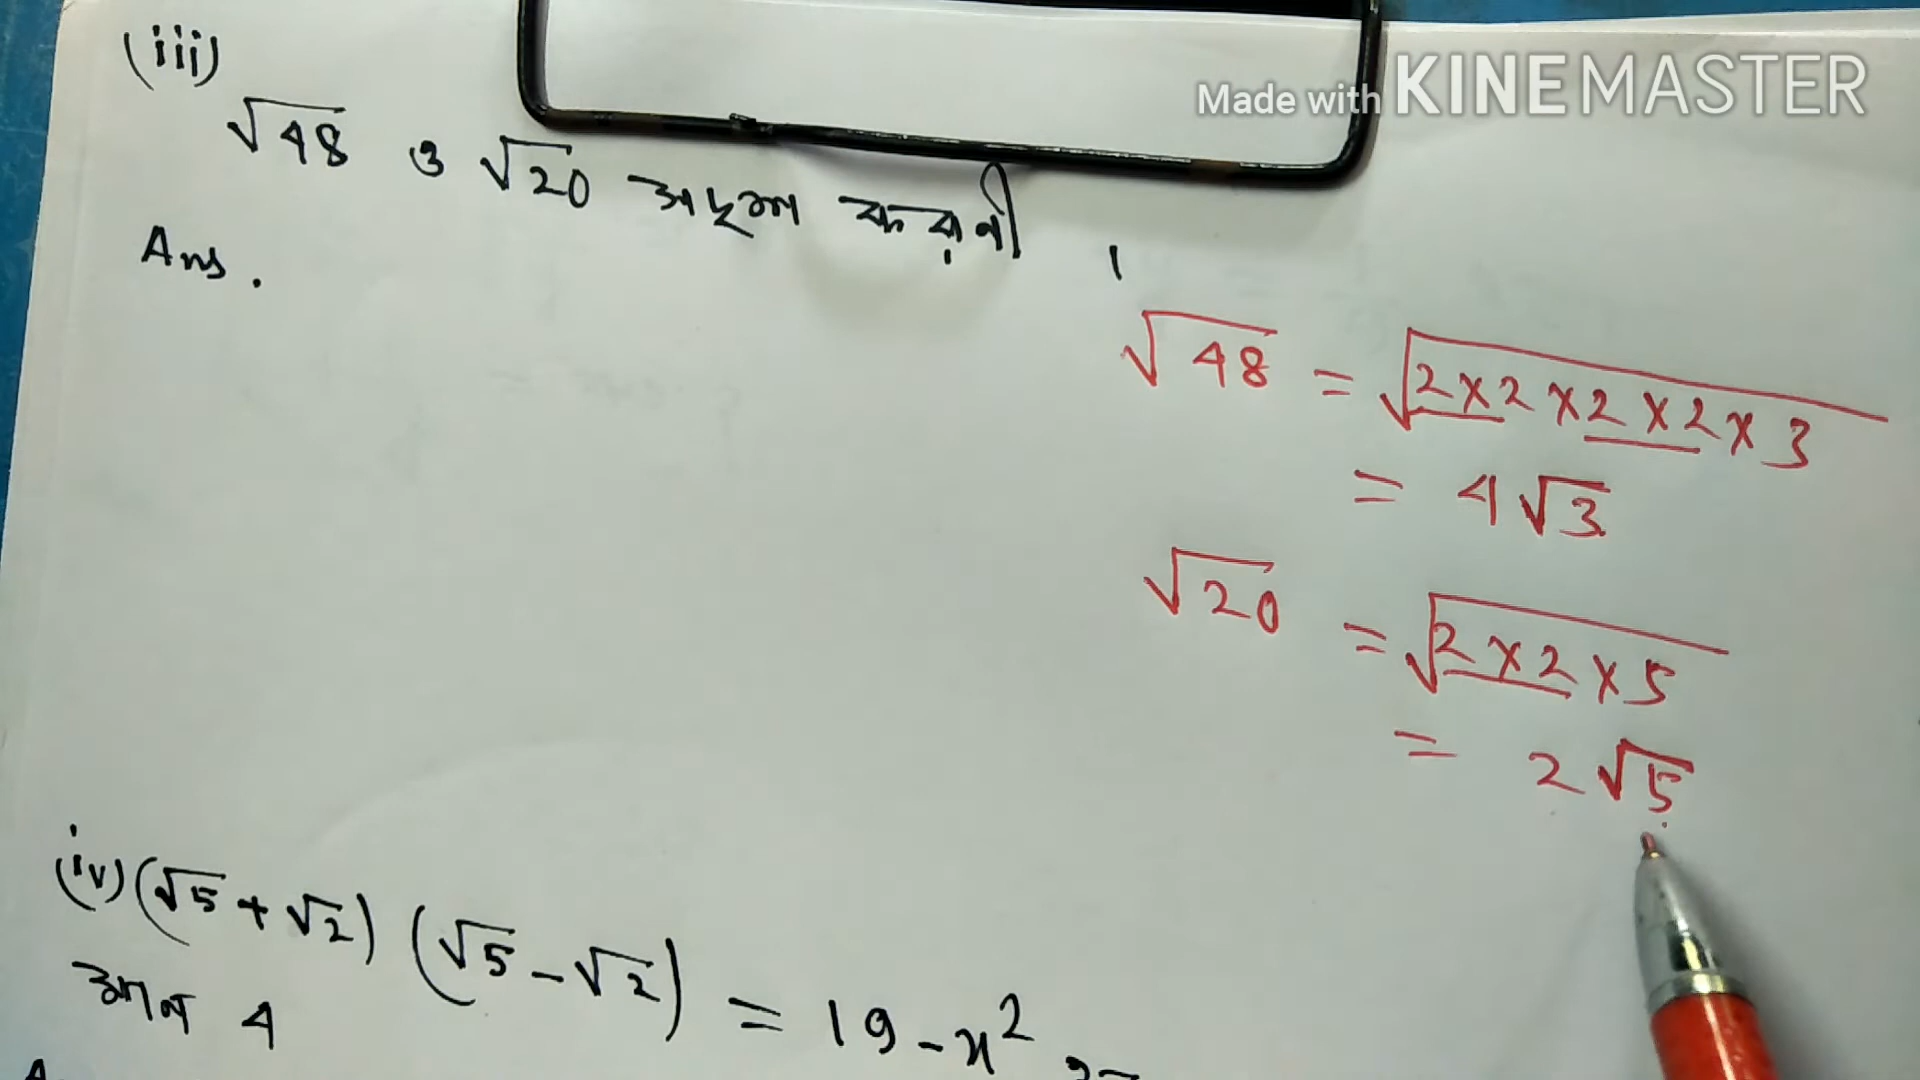 (iii)
Made with KINEMASTER
√48 ও √20 সদৃশ করণী ।
Ans.
√48 = √2×2×2×2×3
= 4√3
√20 = √2×2×5
= 2√5
(iv) (√5 + √2) (√5 - √2) = 19 - x²
মান 4